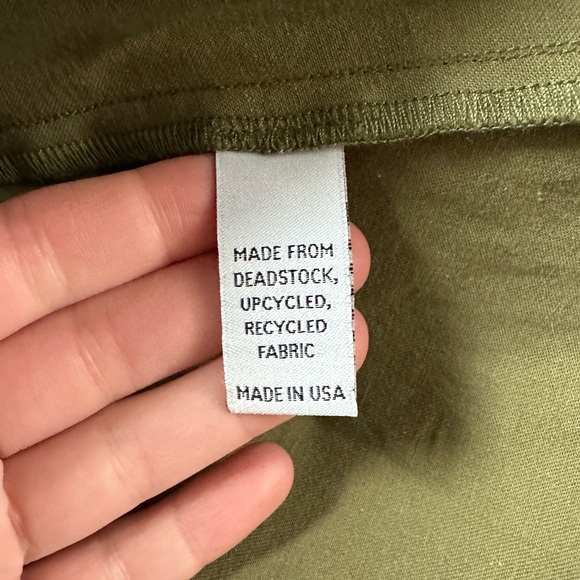 MADE FROM
DEADSTOCK,
UPCYCLED,
RECYCLED
FABRIC
MADE IN USA